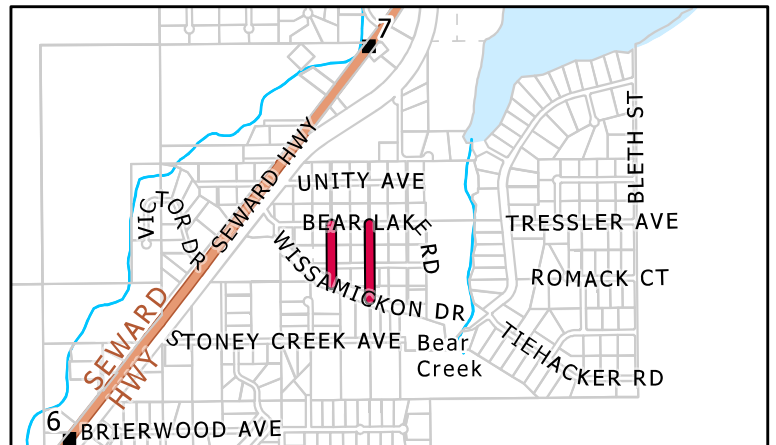 7
SEWARD HWY
UNITY AVE
BLETH ST
VICTOR DR
BEAR LAKE RD
TRESSLER AVE
WISSAMICKON DR
ROMACK CT
SEWARD
HWY
STONEY CREEK AVE
Bear
Creek
TIEHACKER RD
6
BRIERWOOD AVE